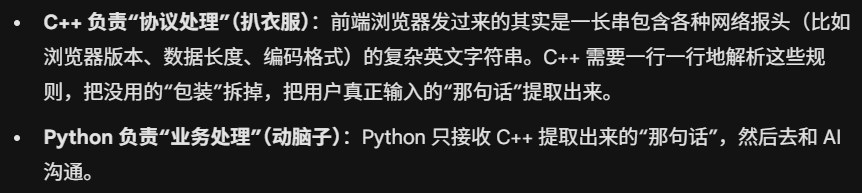 • C++ 负责“协议处理”（扒衣服）：前端浏览器发过来的其实是一长串包含各种网络报头（比如
浏览器版本、数据长度、编码格式）的复杂英文字符串。C++ 需要一行一行地解析这些规
则，把没用的“包装”拆掉，把用户真正输入的“那句话”提取出来。
• Python 负责“业务处理”（动脑子）：Python 只接收 C++ 提取出来的“那句话”，然后去和 AI
沟通。